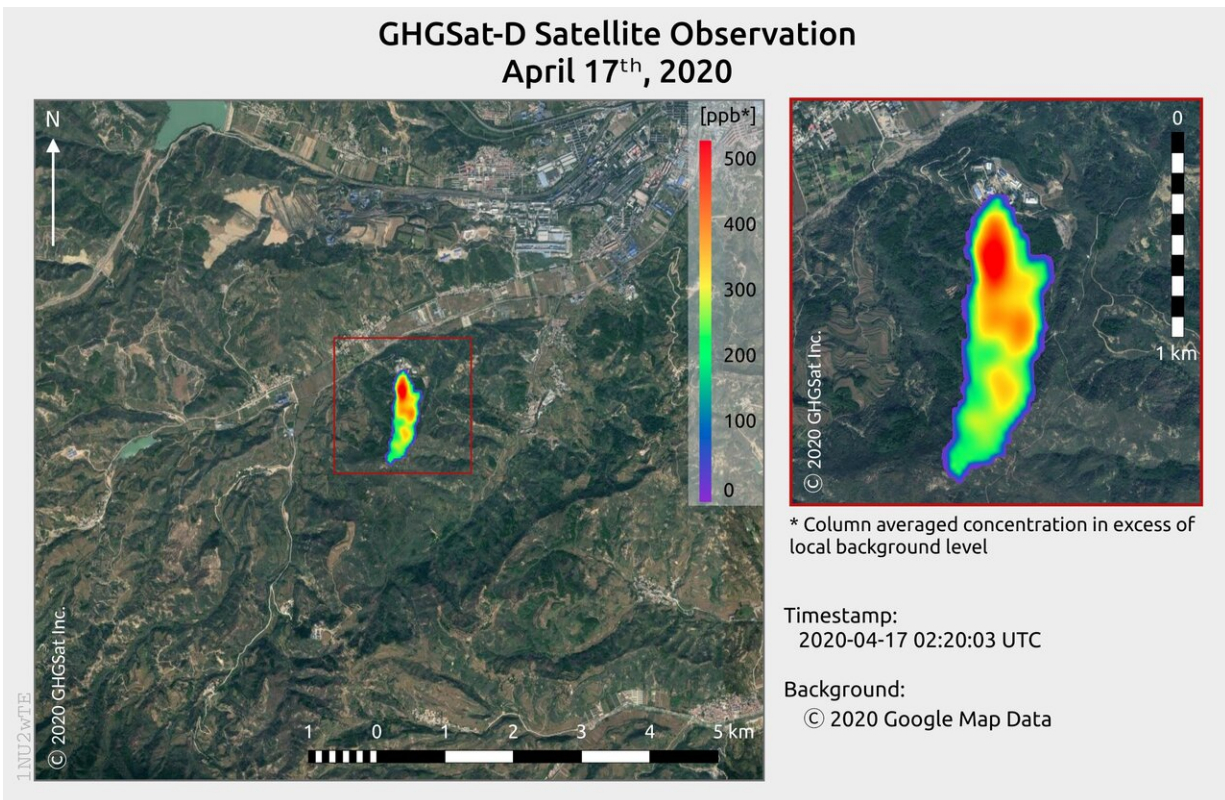 GHGSat-D Satellite Observation
April 17th, 2020
N
[ppb*]
500
400
300
200
100
0
© 2020 GHGSat Inc.
1 0 1 2 3 4 5 km
1NU2wTE
0
1 km
© 2020 GHGSat Inc.
* Column averaged concentration in excess of
local background level
Timestamp:
2020-04-17 02:20:03 UTC
Background:
© 2020 Google Map Data